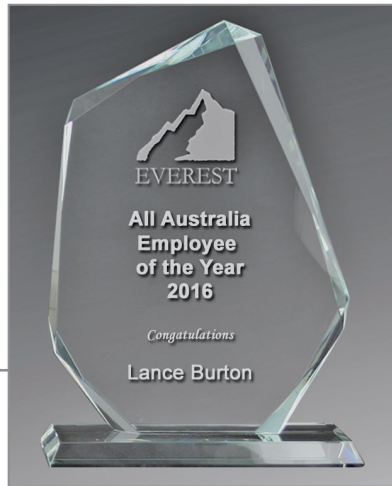 EVEREST
All Australia
Employee
of the Year
2016
Congatulations
Lance Burton